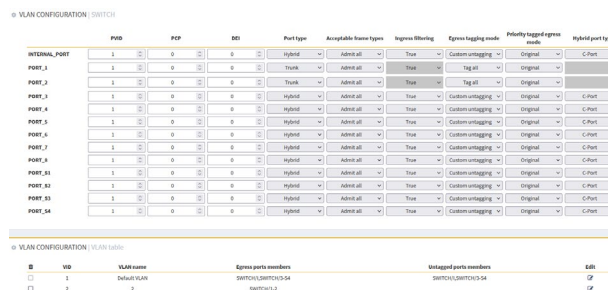 VLAN CONFIGURATION | SWITCH
PVID PCP DEI Port type Acceptable frame types Ingress filtering Egress tagging mode Priority tagged egress mode Hybrid port ty
INTERNAL_PORT 1 0 0 Hybrid Admit all True Custom untagging Original C-Port
PORT_1 1 0 0 Trunk Admit all True Tag all Original
PORT_2 1 0 0 Trunk Admit all True Tag all Original
PORT_3 1 0 0 Hybrid Admit all True Custom untagging Original C-Port
PORT_4 1 0 0 Hybrid Admit all True Custom untagging Original C-Port
PORT_5 1 0 0 Hybrid Admit all True Custom untagging Original C-Port
PORT_6 1 0 0 Hybrid Admit all True Custom untagging Original C-Port
PORT_7 1 0 0 Hybrid Admit all True Custom untagging Original C-Port
PORT_8 1 0 0 Hybrid Admit all True Custom untagging Original C-Port
PORT_B1 1 0 0 Hybrid Admit all True Custom untagging Original C-Port
PORT_B2 1 0 0 Hybrid Admit all True Custom untagging Original C-Port
PORT_S3 1 0 0 Hybrid Admit all True Custom untagging Original C-Port
PORT_S4 1 0 0 Hybrid Admit all True Custom untagging Original C-Port
VLAN CONFIGURATION | VLAN table
VID VLAN name Egress ports members Untagged ports members Edit
1 Default VLAN SWITCH/I,SWITCH/3-S4 SWITCH/I,SWITCH/3-S4
2 2 SWITCH/1-2